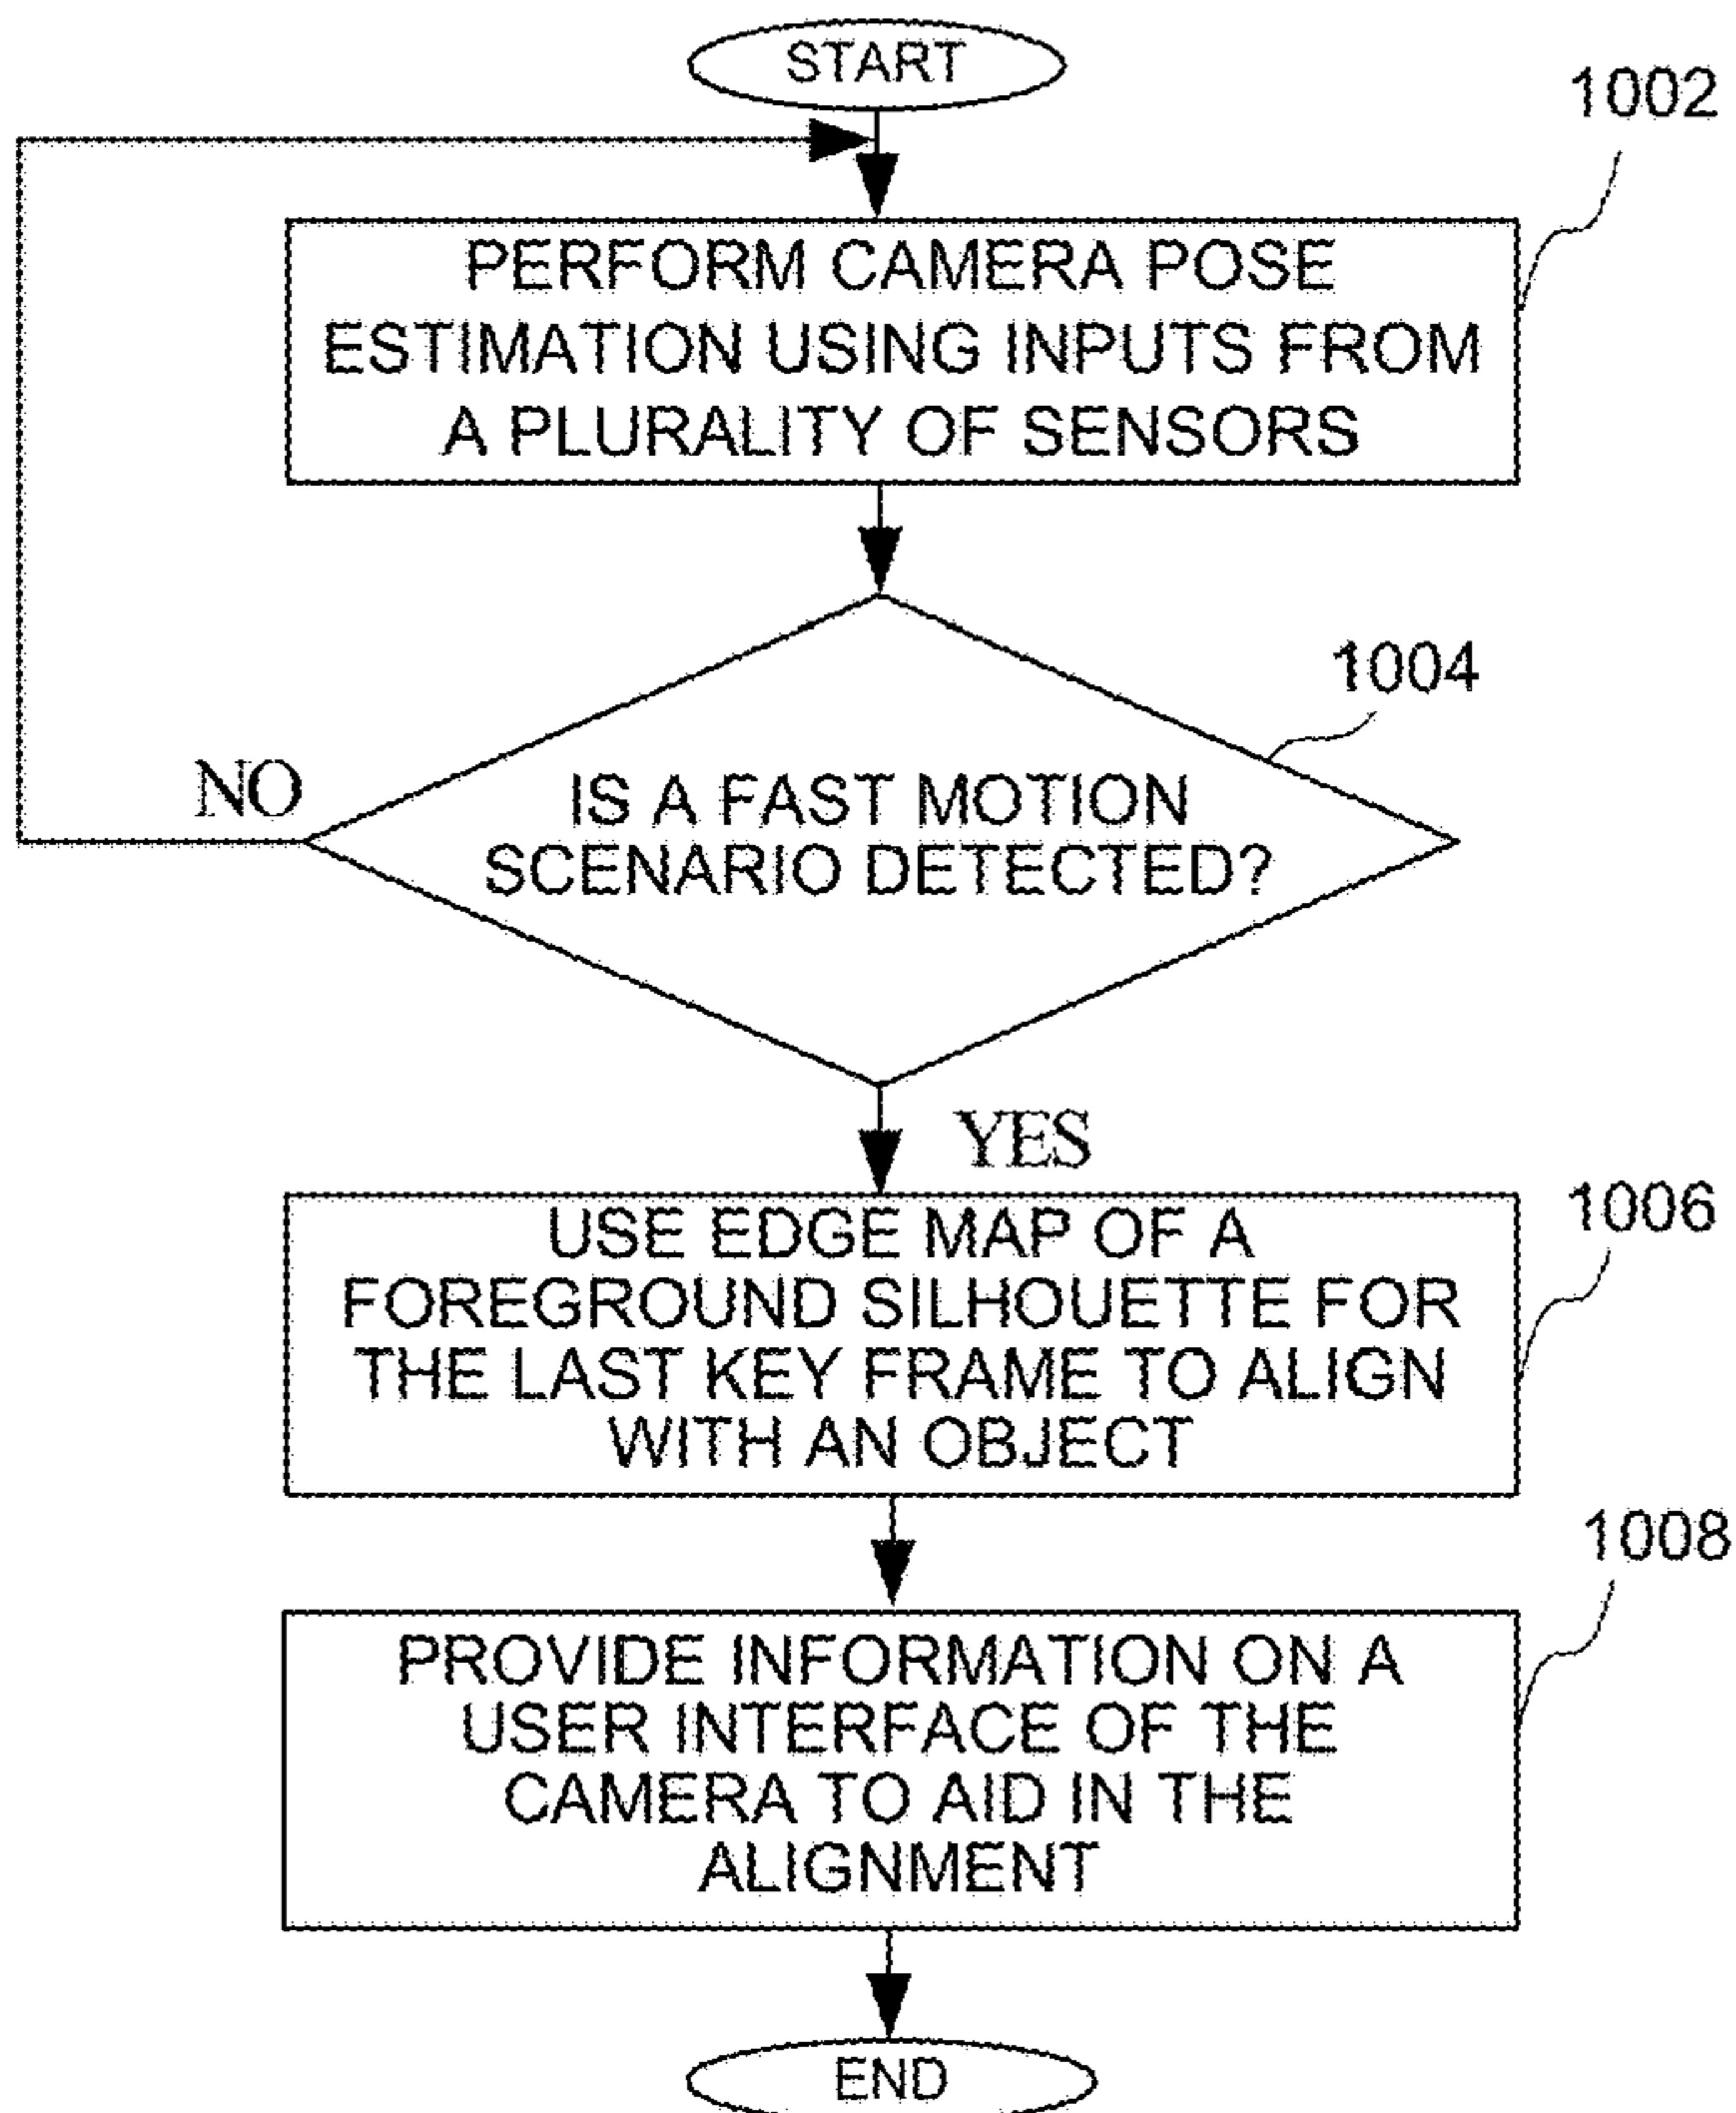 START
1002
PERFORM CAMERA POSE
ESTIMATION USING INPUTS FROM
A PLURALITY OF SENSORS
1004
NO
IS A FAST MOTION
SCENARIO DETECTED?
YES
1006
USE EDGE MAP OF A
FOREGROUND SILHOUETTE FOR
THE LAST KEY FRAME TO ALIGN
WITH AN OBJECT
1008
PROVIDE INFORMATION ON A
USER INTERFACE OF THE
CAMERA TO AID IN THE
ALIGNMENT
END